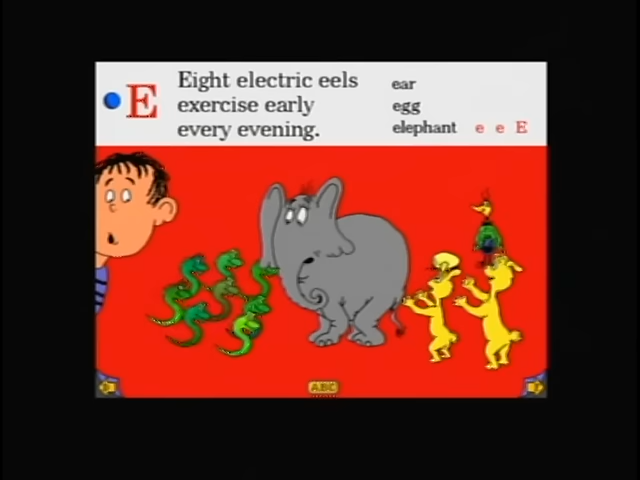 E
Eight electric eels
exercise early
every evening.
ear
egg
elephant
e e E
ABC